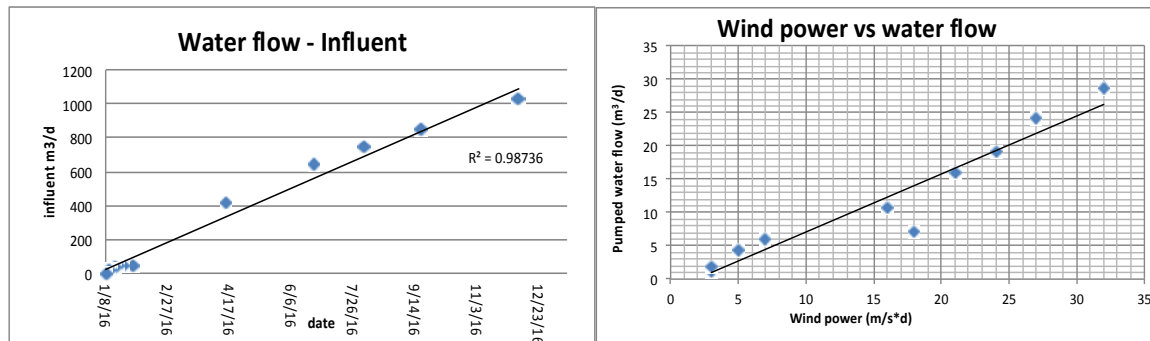 Water flow - Influent
influent m3/d
1200
1000
800
600
400
200
0
R² = 0.98736
1/8/16
2/27/16
4/17/16
6/6/16
7/26/16
9/14/16
11/3/16
12/23/16
date
Wind power vs water flow
Pumped water flow (m³/d)
35
30
25
20
15
10
5
0
0 5 10 15 20 25 30 35
Wind power (m/s*d)